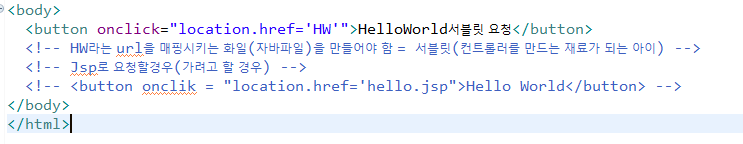 <body>
<button onclick="location.href='HW'">HelloWorld서블릿 요청</button>
<!-- HW라는 url을 매핑시키는 화일(자바파일)을 만들어야 함 = 서블릿(컨트롤러를 만드는 재료가 되는 아이) -->
<!-- Jsp로 요청할경우(가려고 할 경우) -->
<!-- <button onclik = "location.href='hello.jsp">Hello World</button> -->
</body>
</html>